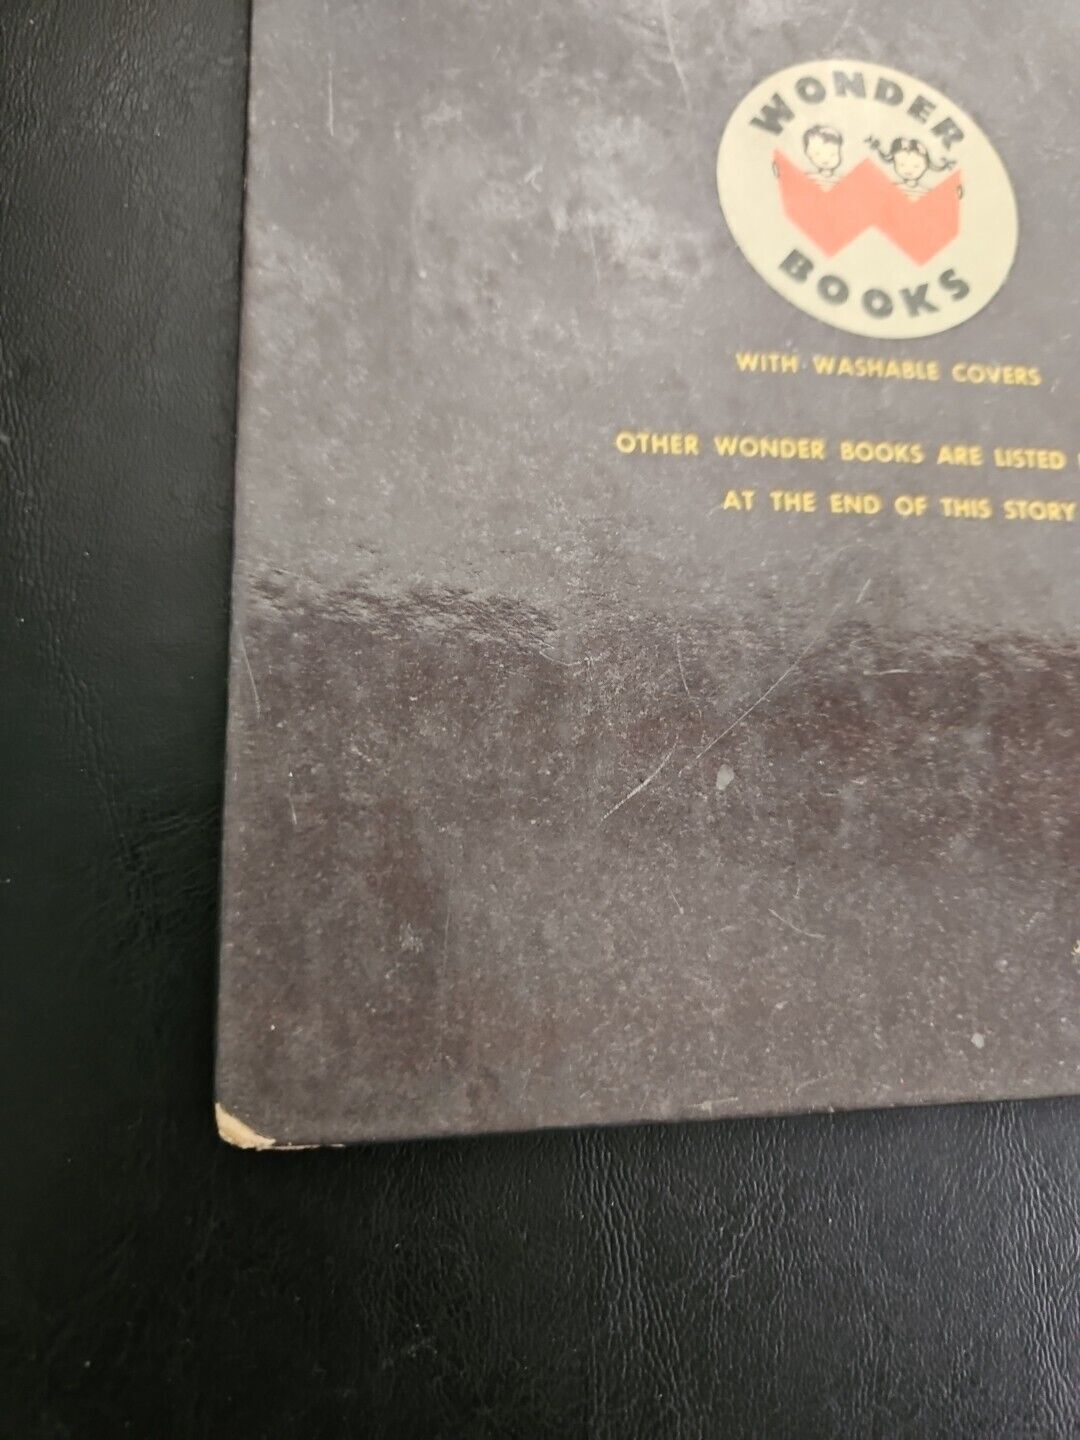 WONDER
BOOKS
WITH WASHABLE COVERS
OTHER WONDER BOOKS ARE LISTED
AT THE END OF THIS STORY